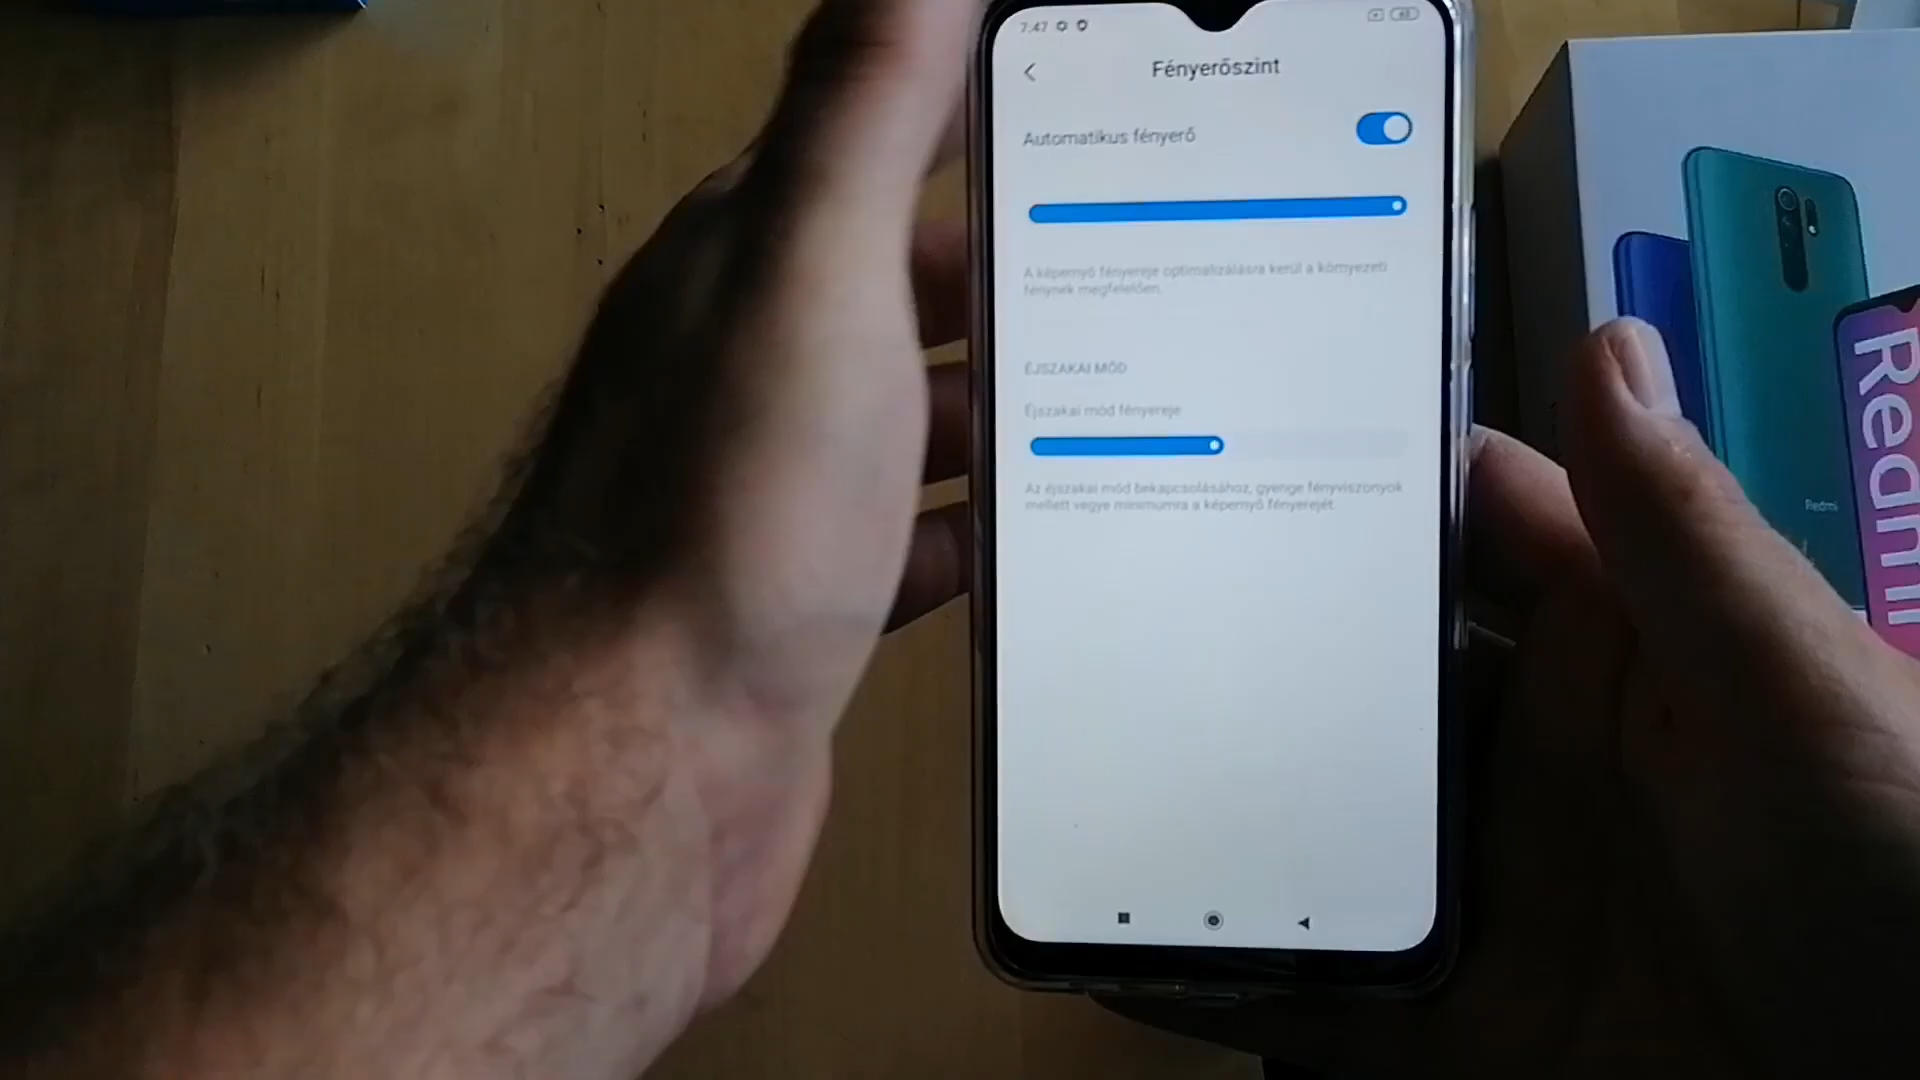 7:47
Fényerőszint
Automatikus fényerő
A képernyő fényereje optimalizálásra kerül a környezeti
fénynek megfelelően.
ÉJSZAKAI MÓD
Éjszakai mód fényereje
Az éjszakai mód bekapcsolásához, gyenge fényviszonyok
mellett vegye minimumra a képernyő fényerejét.
Redmi
Redmi